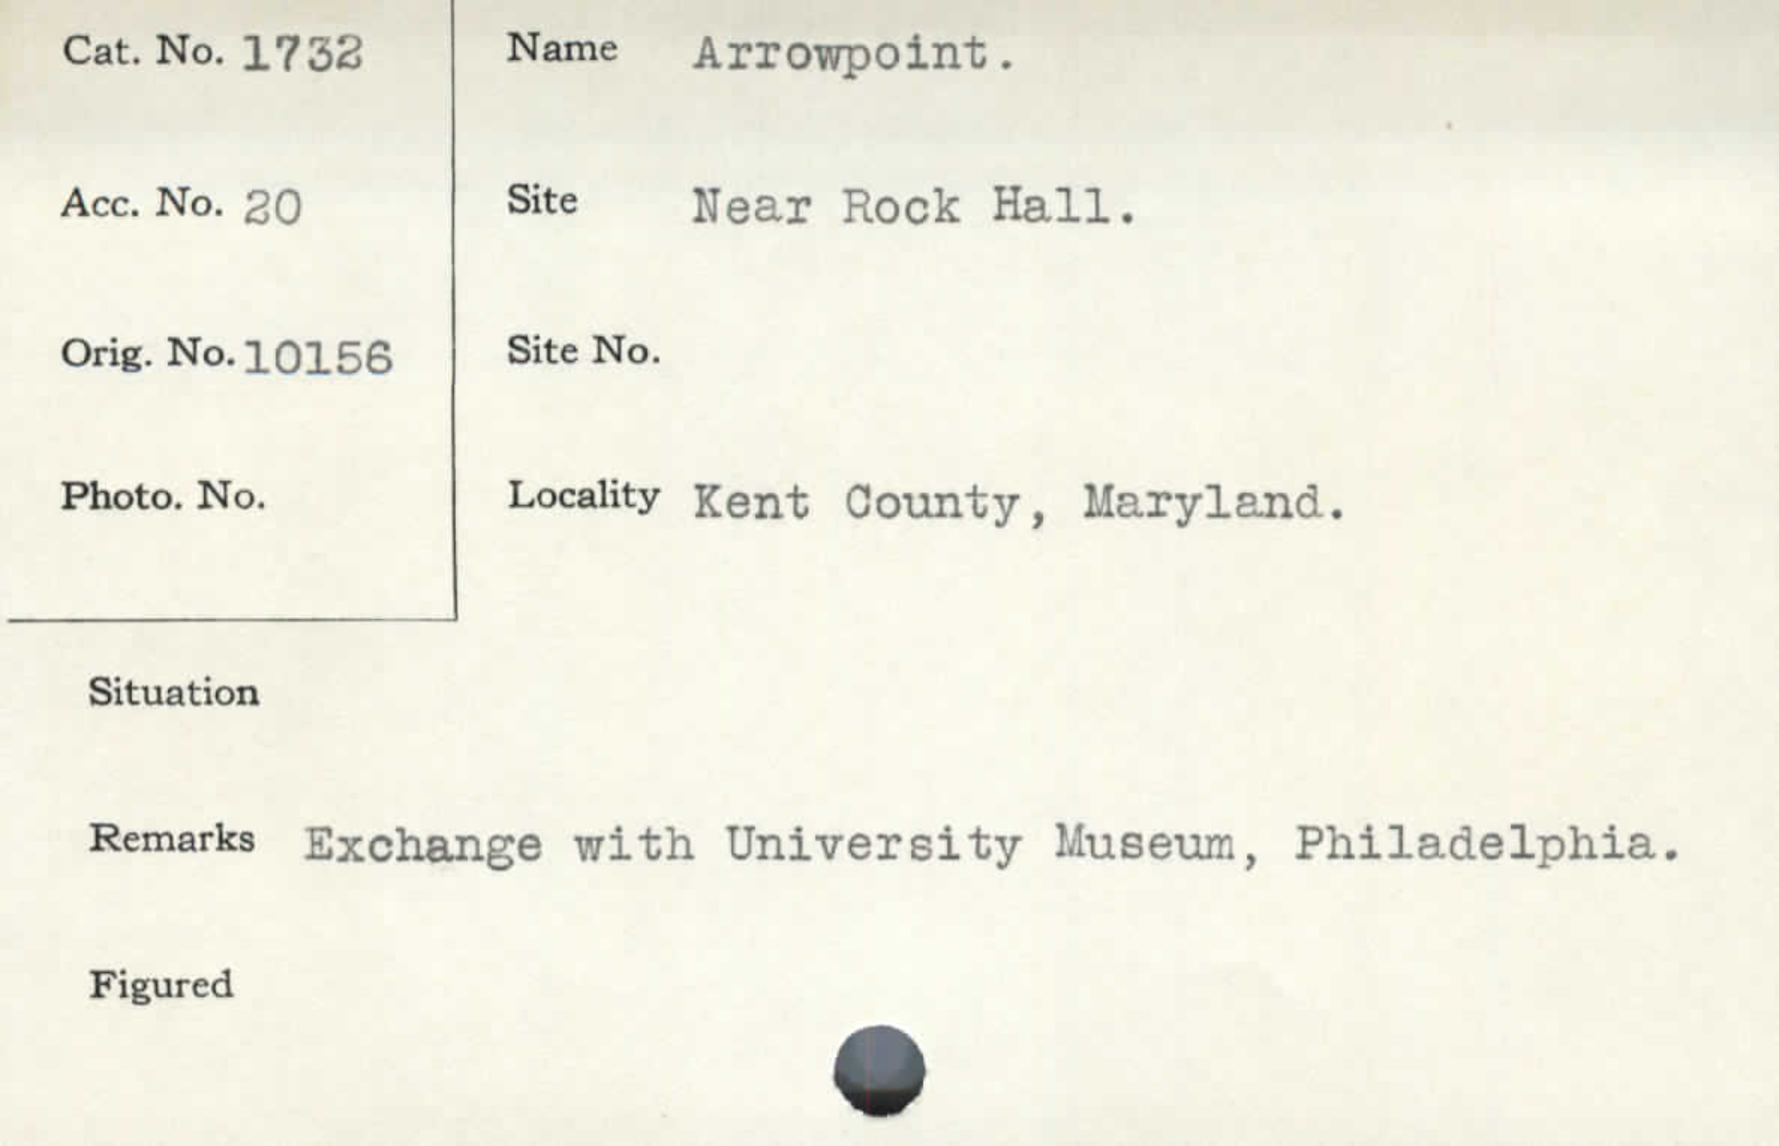 Cat. No. 1732
Name Arrowpoint.
Acc. No. 20
Site Near Rock Hall.
Orig. No. 10156
Site No.
Photo. No.
Locality Kent County, Maryland.
Situation
Remarks Exchange with University Museum, Philadelphia.
Figured